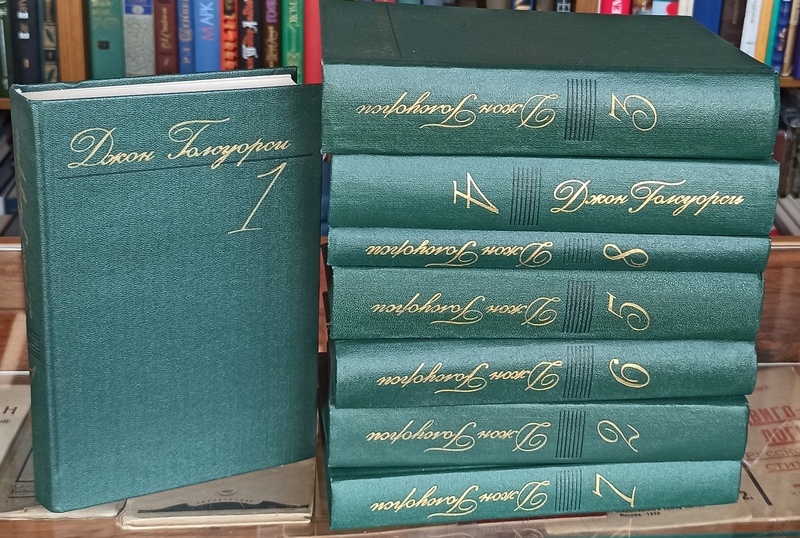 Джон Голсуорси
1
Джон Голсуорси 3
4 Джон Голсуорси
Джон Голсуорси 8
Джон Голсуорси 5
Джон Голсуорси 6
Джон Голсуорси 2
Джон Голсуорси 7
МАК